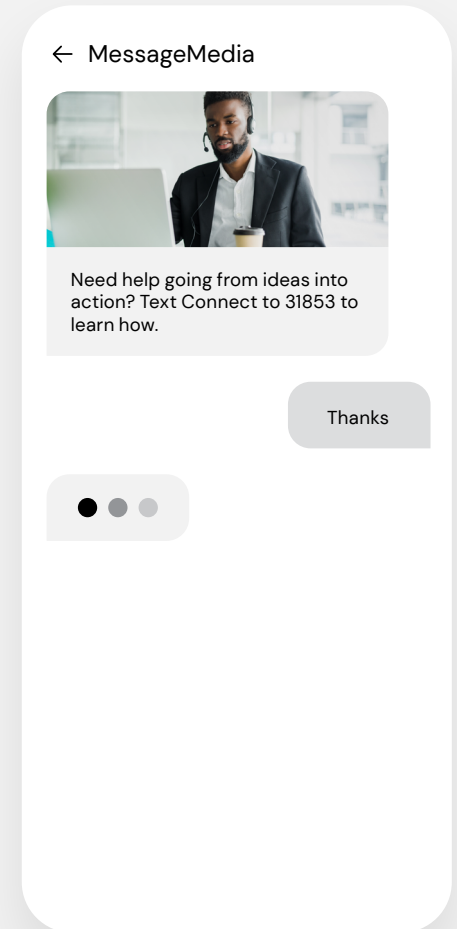 MessageMedia
Need help going from ideas into
action? Text Connect to 31853 to
learn how.
Thanks